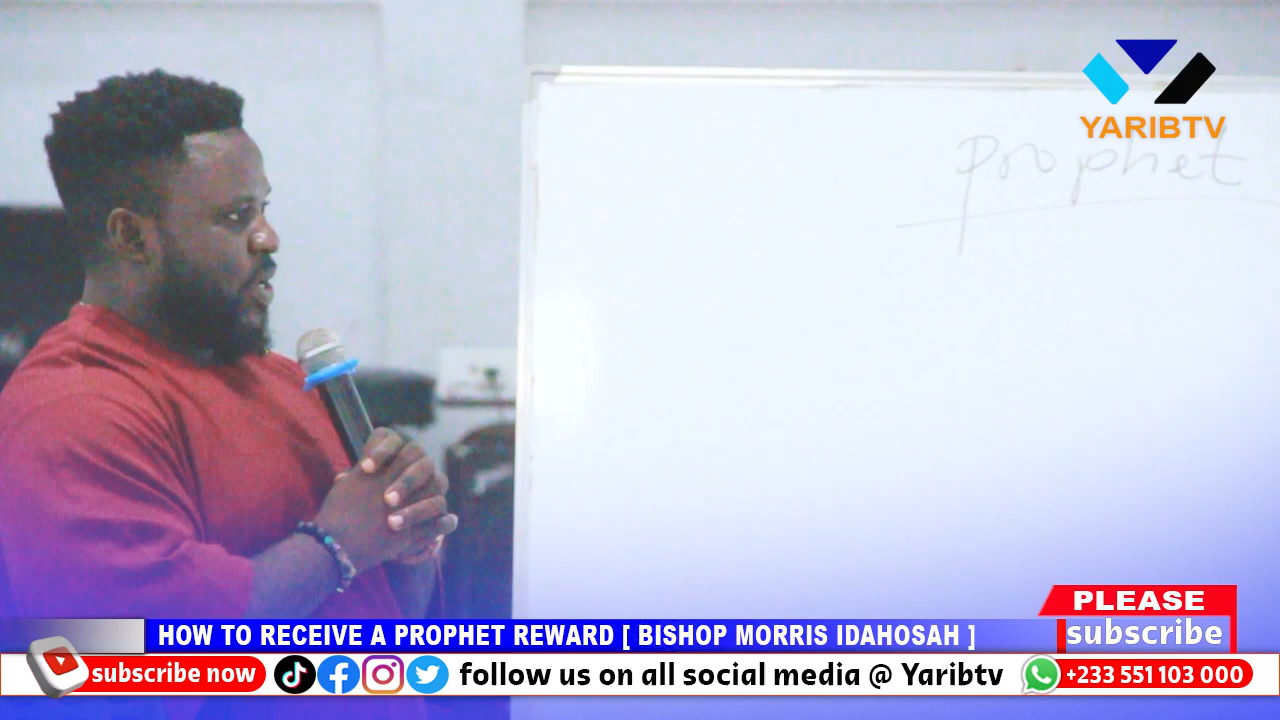 YARIBTV
prophet
PLEASE
subscribe
HOW TO RECEIVE A PROPHET REWARD [ BISHOP MORRIS IDAHOSAH ]
subscribe now
follow us on all social media @ Yaribtv
+233 551 103 000